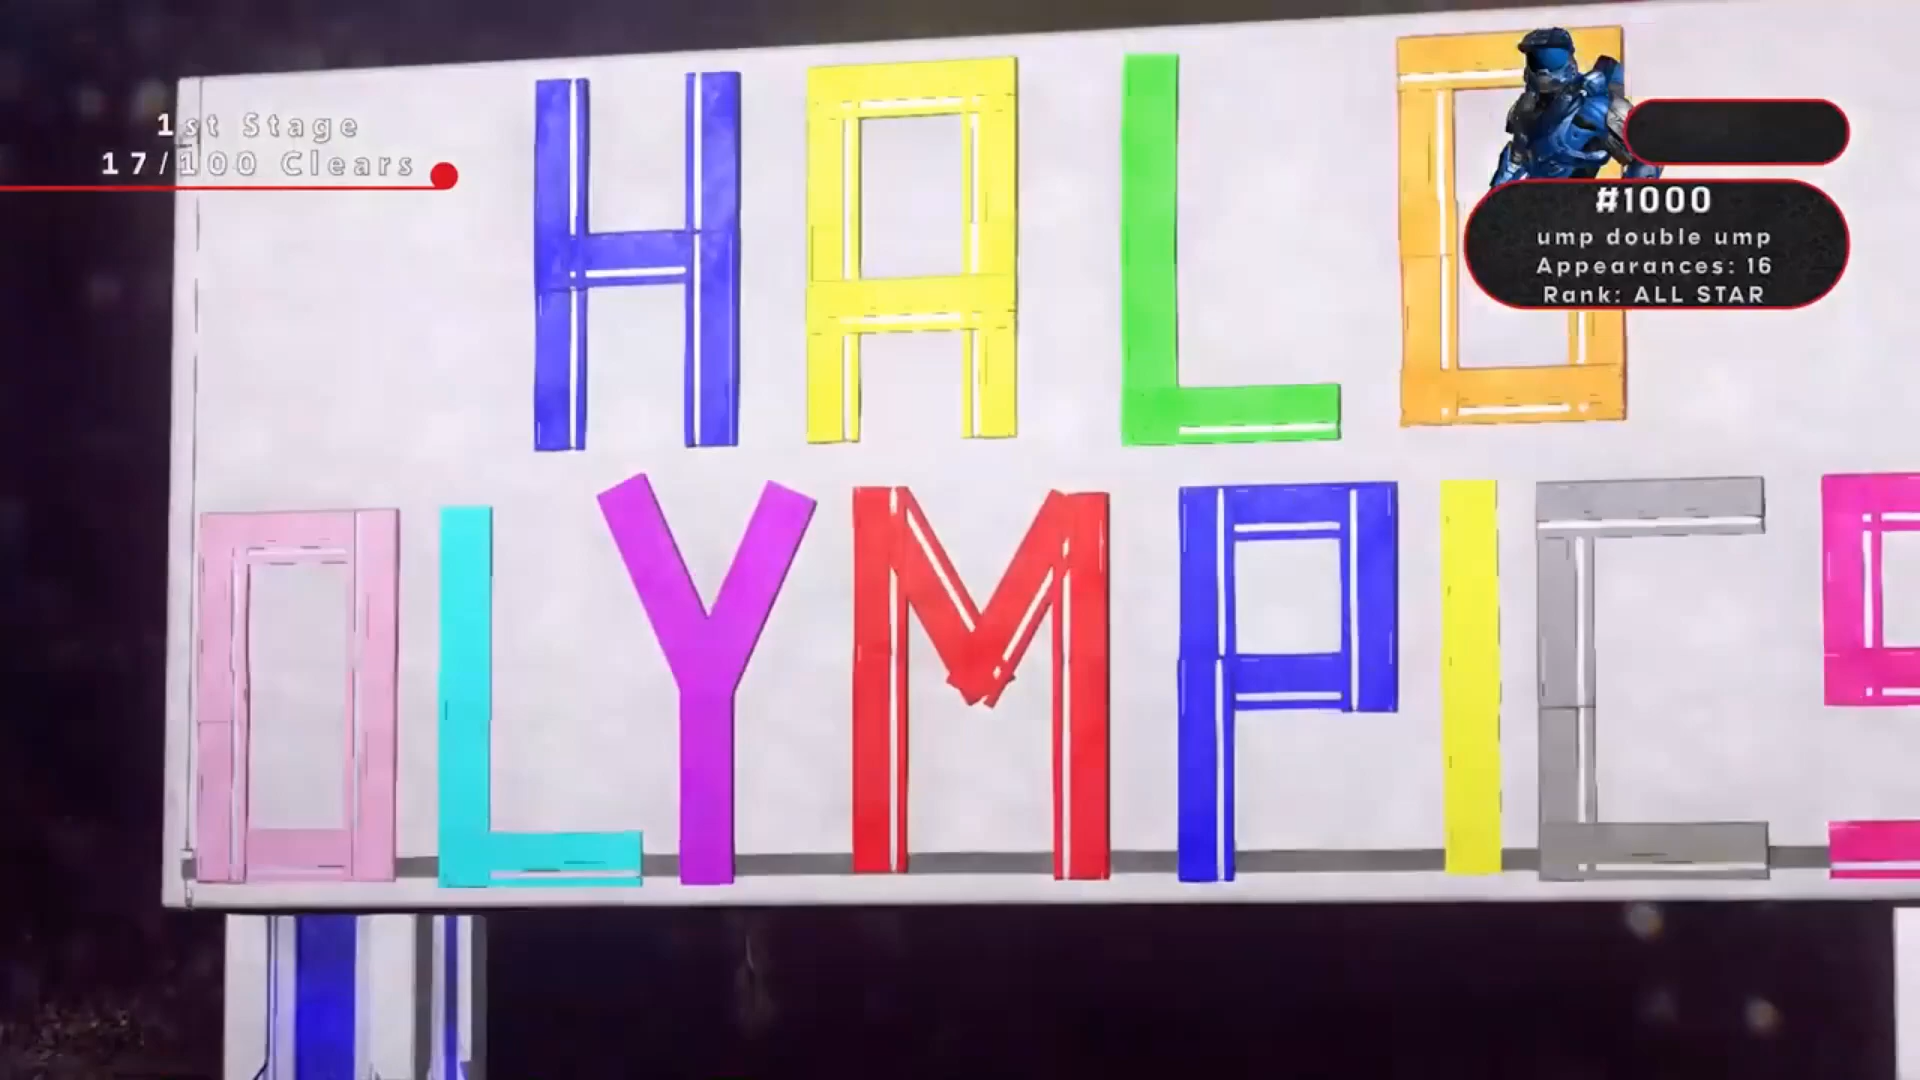 1st Stage
17/100 Clears
HALO
OLYMPICS
#1000
ump double ump
Appearances: 16
Rank: ALL STAR